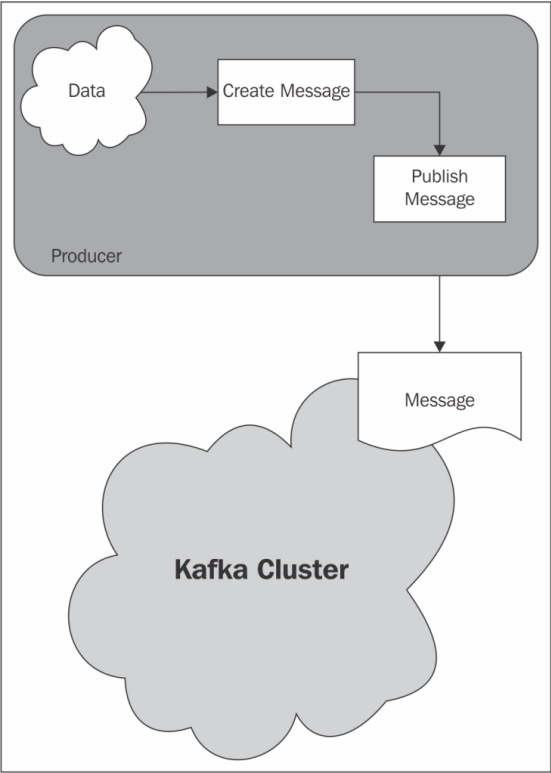 Data
Create Message
Publish
Message
Producer
Message
Kafka Cluster